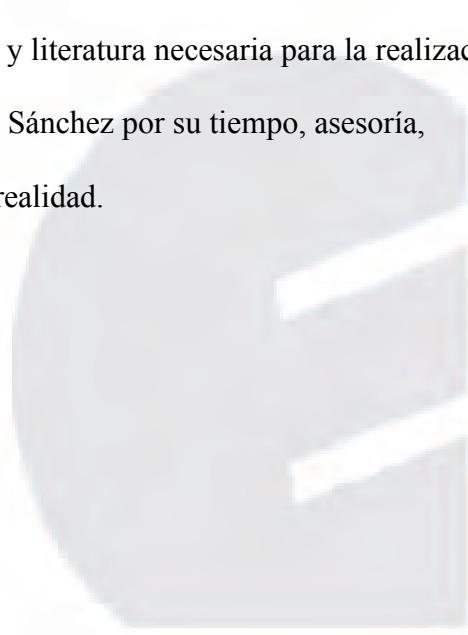 y literatura necesaria para la realizac
Sánchez por su tiempo, asesoría,
realidad.